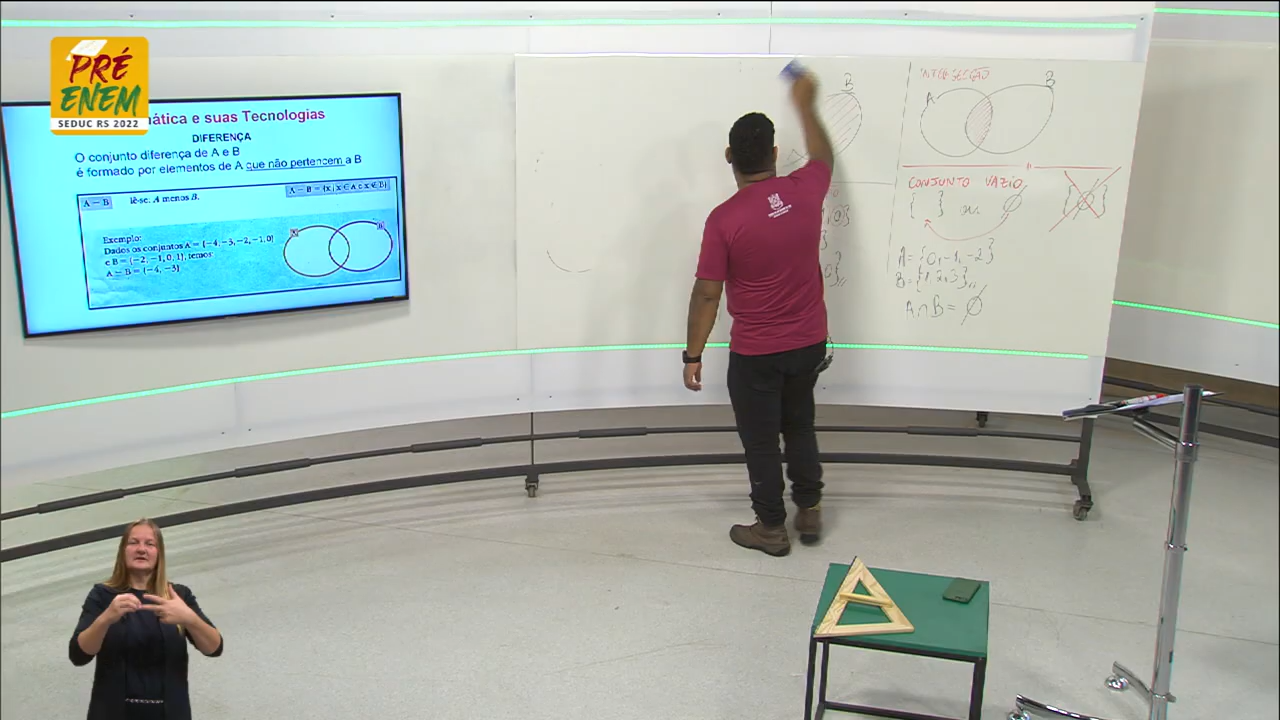 PRÉ
ENEM
SEDUC RS 2022
mática e suas Tecnologias
DIFERENÇA
O conjunto diferença de A e B
é formado por elementos de A que não pertencem a B
A - B lê-se: A menos B. A - B = {x | x ∈ A e x ∉ B}
Exemplo:
Dados os conjuntos A = {-4, -3, -2, -1, 0}
e B = {-2, -1, 0, 1}, temos:
A - B = {-4, -3}
A B
B
INTERSECÇÃO
A B
CONJUNTO VAZIO
{ } ou ∅ {∅}
A = {0, -1, -2}
B = {1, 2, 3}
A ∩ B = ∅